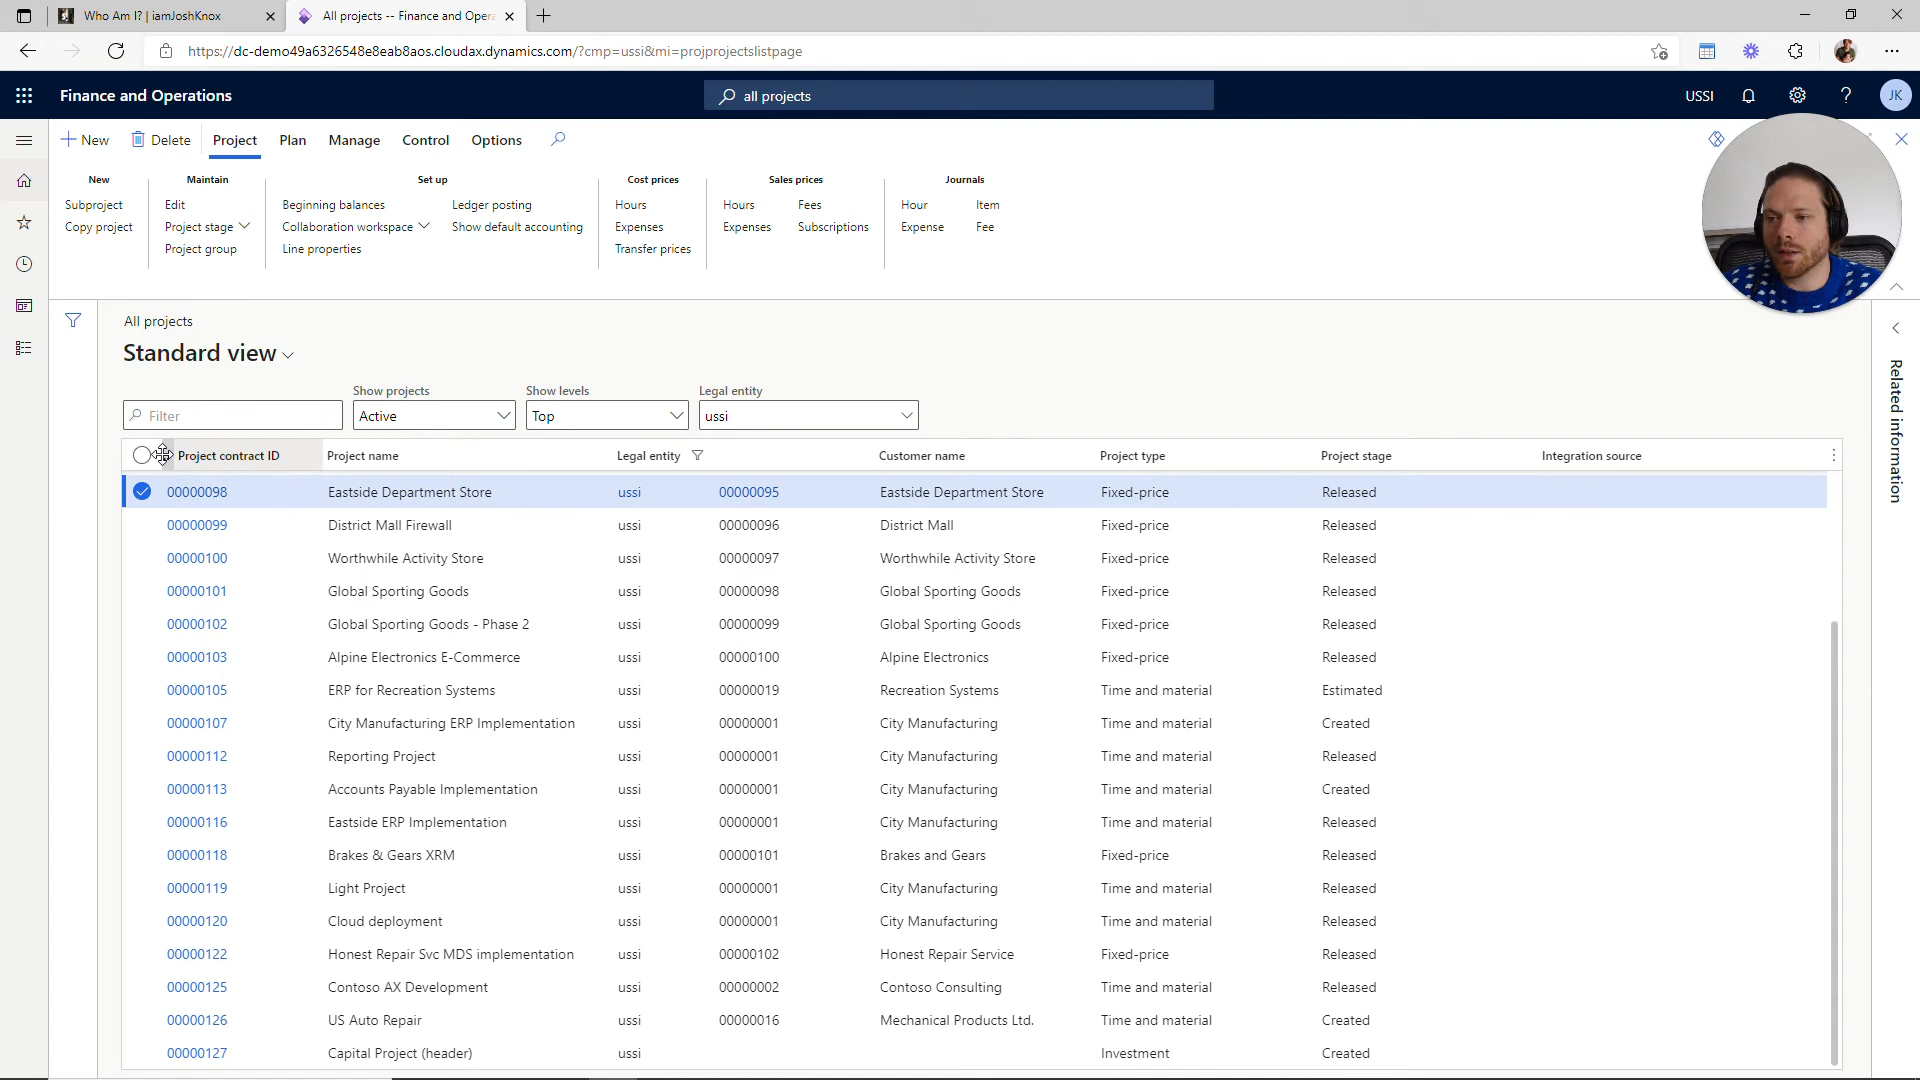 Who Am I? | iamJoshKnox
All projects -- Finance and Opera
https://dc-demo49a6326548e8eab8aos.cloudax.dynamics.com/?cmp=ussi&mi=projprojectslistpage
Finance and Operations
all projects
USSI
?
JK
New
Delete
Project
Plan
Manage
Control
Options
New Maintain Set up Cost prices Sales prices Journals
Subproject Edit Beginning balances Ledger posting Hours Hours Fees Hour Item
Copy project Project stage Collaboration workspace Show default accounting Expenses Expenses Subscriptions Expense Fee
Project group Line properties Transfer prices
All projects
Standard view
Show projects Show levels Legal entity
Filter Active Top ussi
Related information
Project contract ID Project name Legal entity Customer name Project type Project stage Integration source
00000098 Eastside Department Store ussi 00000095 Eastside Department Store Fixed-price Released
00000099 District Mall Firewall ussi 00000096 District Mall Fixed-price Released
00000100 Worthwhile Activity Store ussi 00000097 Worthwhile Activity Store Fixed-price Released
00000101 Global Sporting Goods ussi 00000098 Global Sporting Goods Fixed-price Released
00000102 Global Sporting Goods - Phase 2 ussi 00000099 Global Sporting Goods Fixed-price Released
00000103 Alpine Electronics E-Commerce ussi 00000100 Alpine Electronics Fixed-price Released
00000105 ERP for Recreation Systems ussi 00000019 Recreation Systems Time and material Estimated
00000107 City Manufacturing ERP Implementation ussi 00000001 City Manufacturing Time and material Created
00000112 Reporting Project ussi 00000001 City Manufacturing Time and material Released
00000113 Accounts Payable Implementation ussi 00000001 City Manufacturing Time and material Created
00000116 Eastside ERP Implementation ussi 00000001 City Manufacturing Time and material Released
00000118 Brakes & Gears XRM ussi 00000101 Brakes and Gears Fixed-price Released
00000119 Light Project ussi 00000001 City Manufacturing Time and material Released
00000120 Cloud deployment ussi 00000001 City Manufacturing Time and material Released
00000122 Honest Repair Svc MDS implementation ussi 00000102 Honest Repair Service Fixed-price Released
00000125 Contoso AX Development ussi 00000002 Contoso Consulting Time and material Released
00000126 US Auto Repair ussi 00000016 Mechanical Products Ltd. Time and material Created
00000127 Capital Project (header) ussi Investment Created